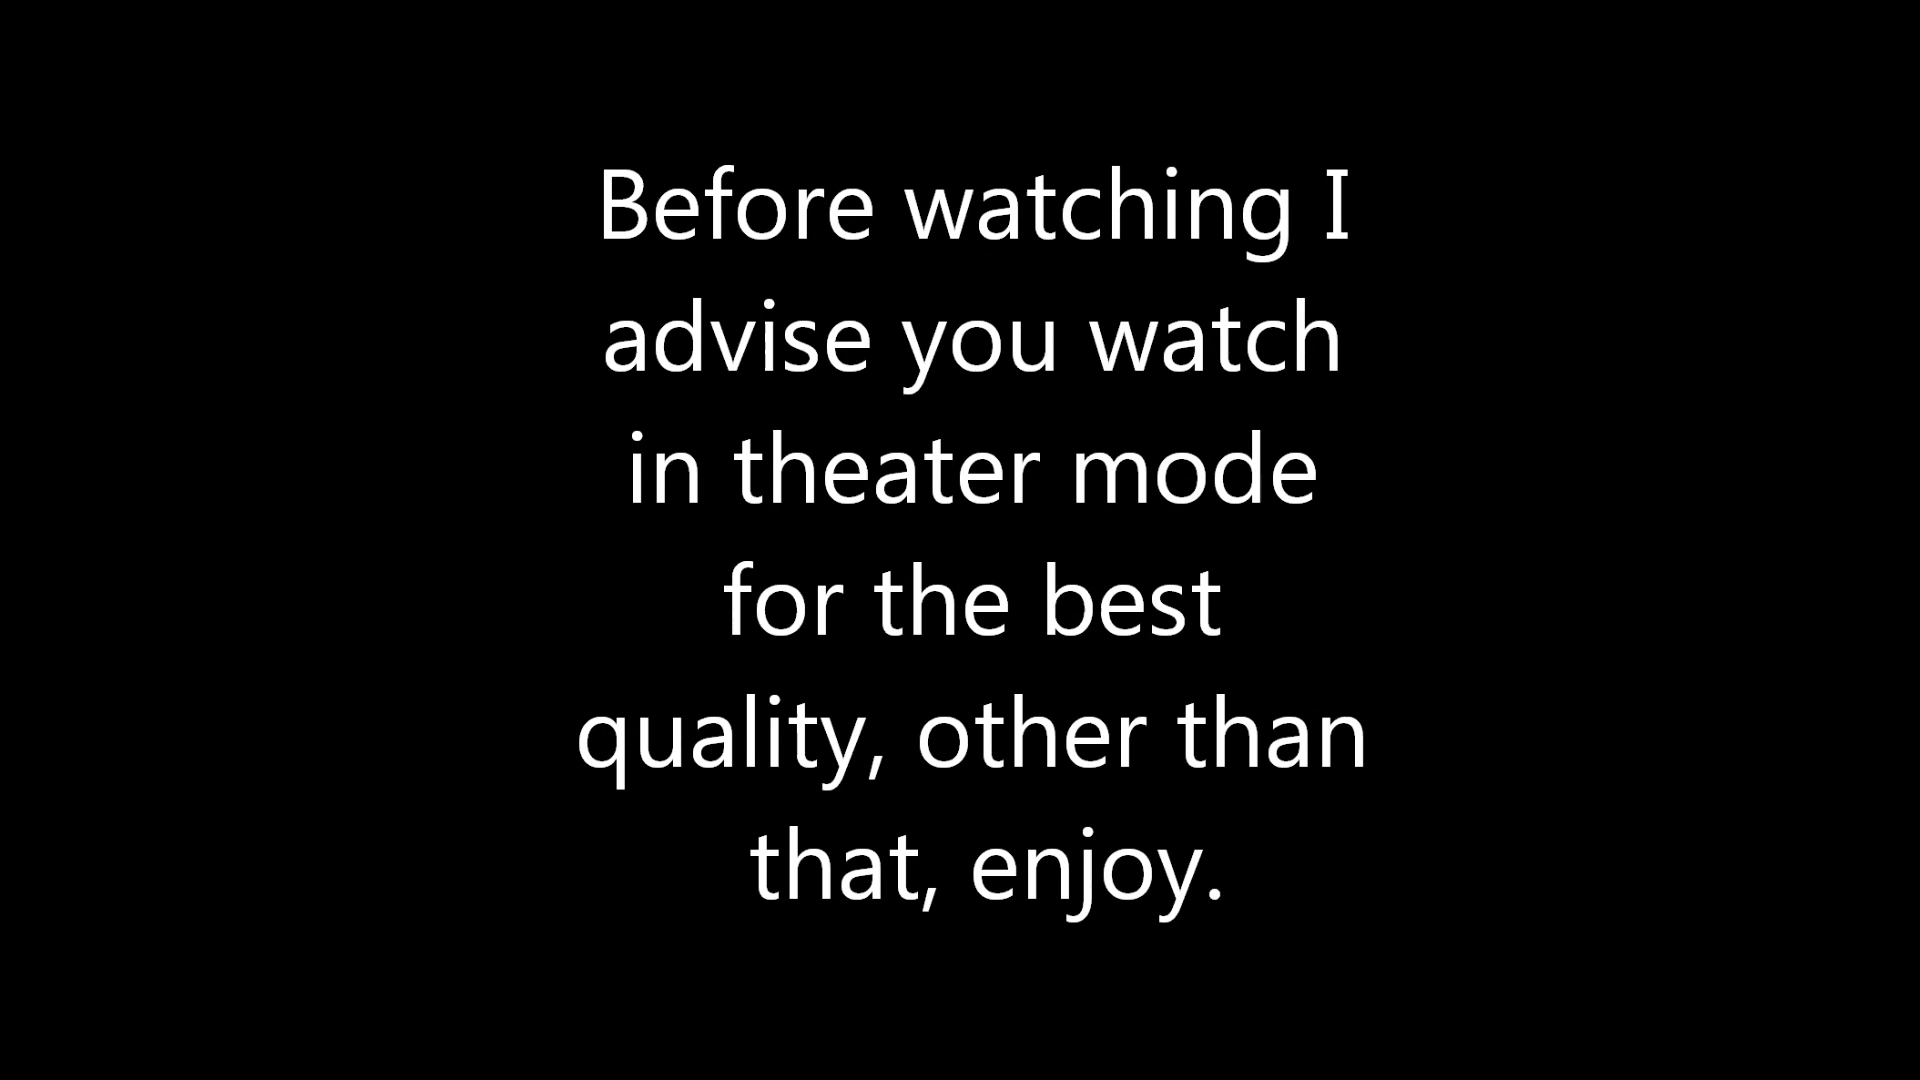 Before watching I
advise you watch
in theater mode
for the best
quality, other than
that, enjoy.